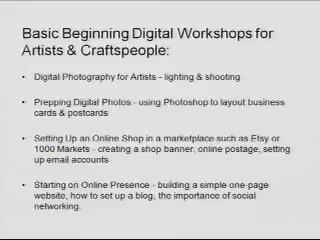 Basic Beginning Digital Workshops for
Artists & Craftspeople:
• Digital Photography for Artists - lighting & shooting
• Prepping Digital Photos - using Photoshop to layout business
cards & postcards
• Setting Up an Online Shop in a marketplace such as Etsy or
1000 Markets - creating a shop banner, online postage, setting
up email accounts
• Starting on Online Presence - building a simple one-page
website, how to set up a blog, the importance of social
networking.